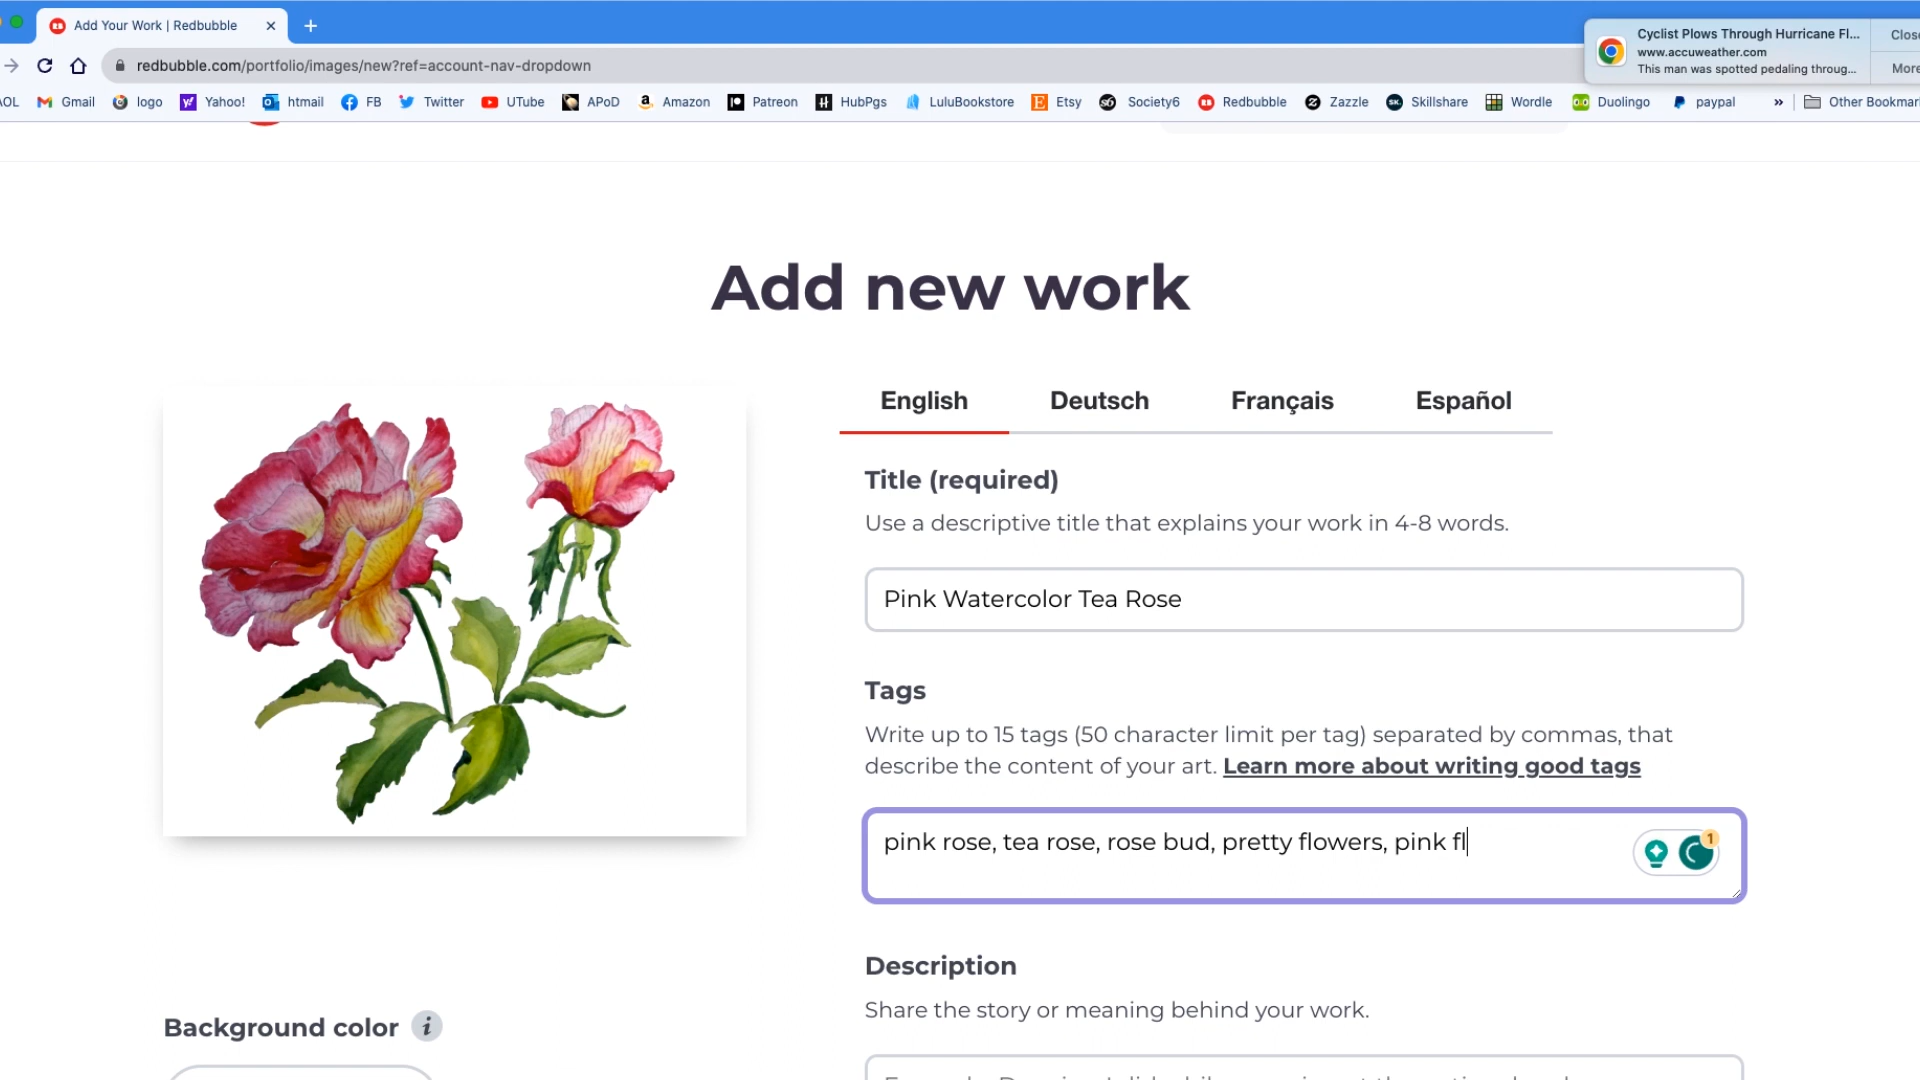 Add Your Work | Redbubble
Cyclist Plows Through Hurricane Fl...
www.accuweather.com
This man was spotted pedaling throug...
More
redbubble.com/portfolio/images/new?ref=account-nav-dropdown
AOL Gmail logo Yahoo! htmail FB Twitter UTube APoD Amazon Patreon HubPgs LuluBookstore Etsy Society6 Redbubble Zazzle Skillshare Wordle Duolingo paypal » Other Bookmar
Add new work
English Deutsch Français Español
Title (required)
Use a descriptive title that explains your work in 4-8 words.
Pink Watercolor Tea Rose
Tags
Write up to 15 tags (50 character limit per tag) separated by commas, that
describe the content of your art. Learn more about writing good tags
pink rose, tea rose, rose bud, pretty flowers, pink fl
1
Description
Share the story or meaning behind your work.
Background color i